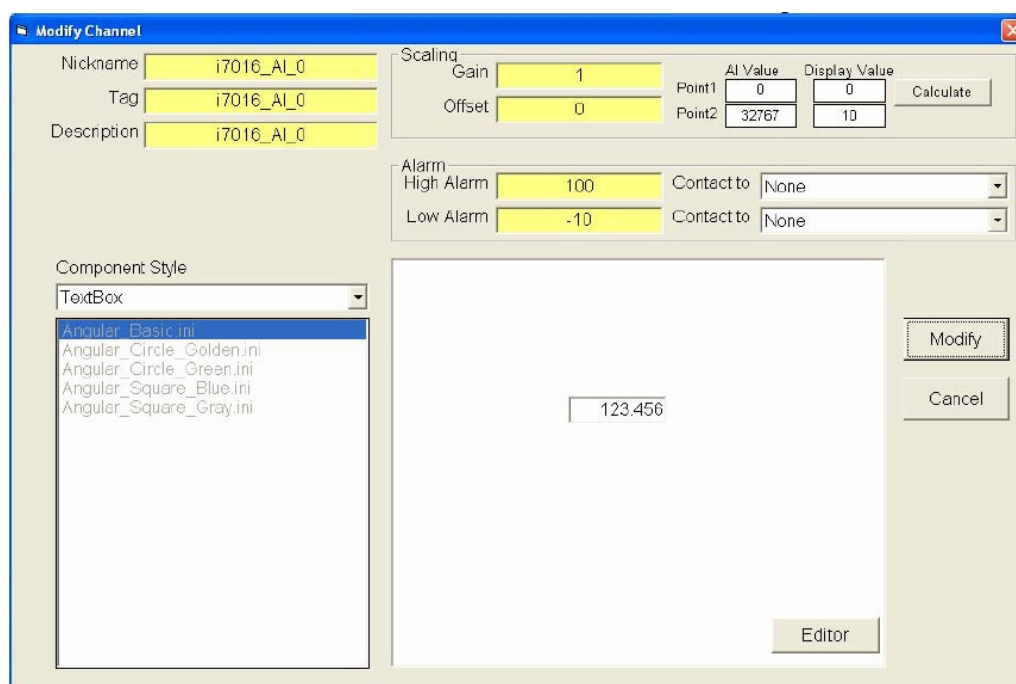 Modify Channel
Nickname i7016_AI_0
Tag i7016_AI_0
Description i7016_AI_0
Scaling
Gain 1
Offset 0
AI Value Display Value
Point1 0 0
Point2 32767 10
Calculate
Alarm
High Alarm 100 Contact to None
Low Alarm -10 Contact to None
Component Style
TextBox
Angular_Basic.ini
Angular_Circle_Golden.ini
Angular_Circle_Green.ini
Angular_Square_Blue.ini
Angular_Square_Gray.ini
123.456
Editor
Modify
Cancel